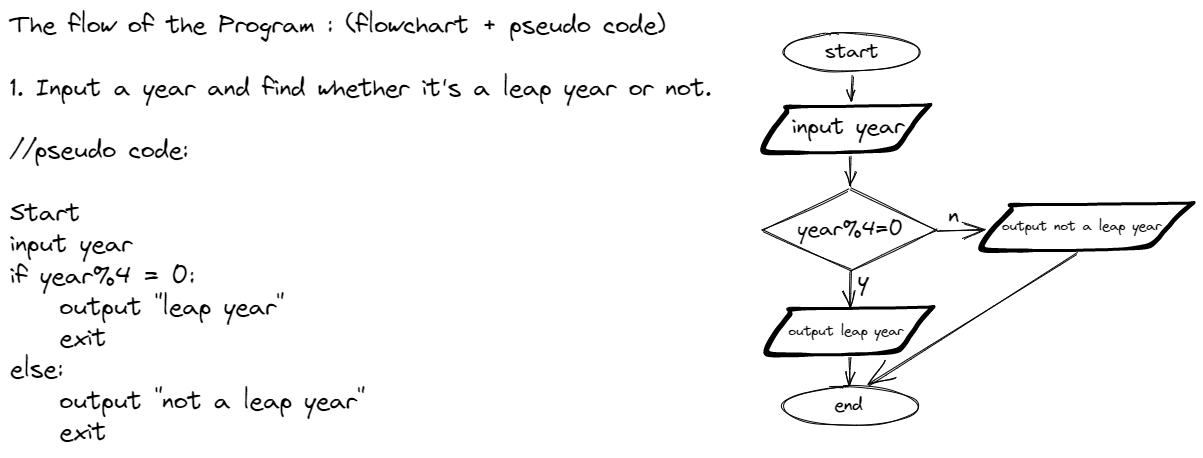 The flow of the Program : (flowchart + pseudo code)
1. Input a year and find whether it's a leap year or not.
//pseudo code:
Start
input year
if year%4 = 0:
output "leap year"
exit
else:
output "not a leap year"
exit
start
input year
year%4=0
n
output not a leap year
y
output leap year
end